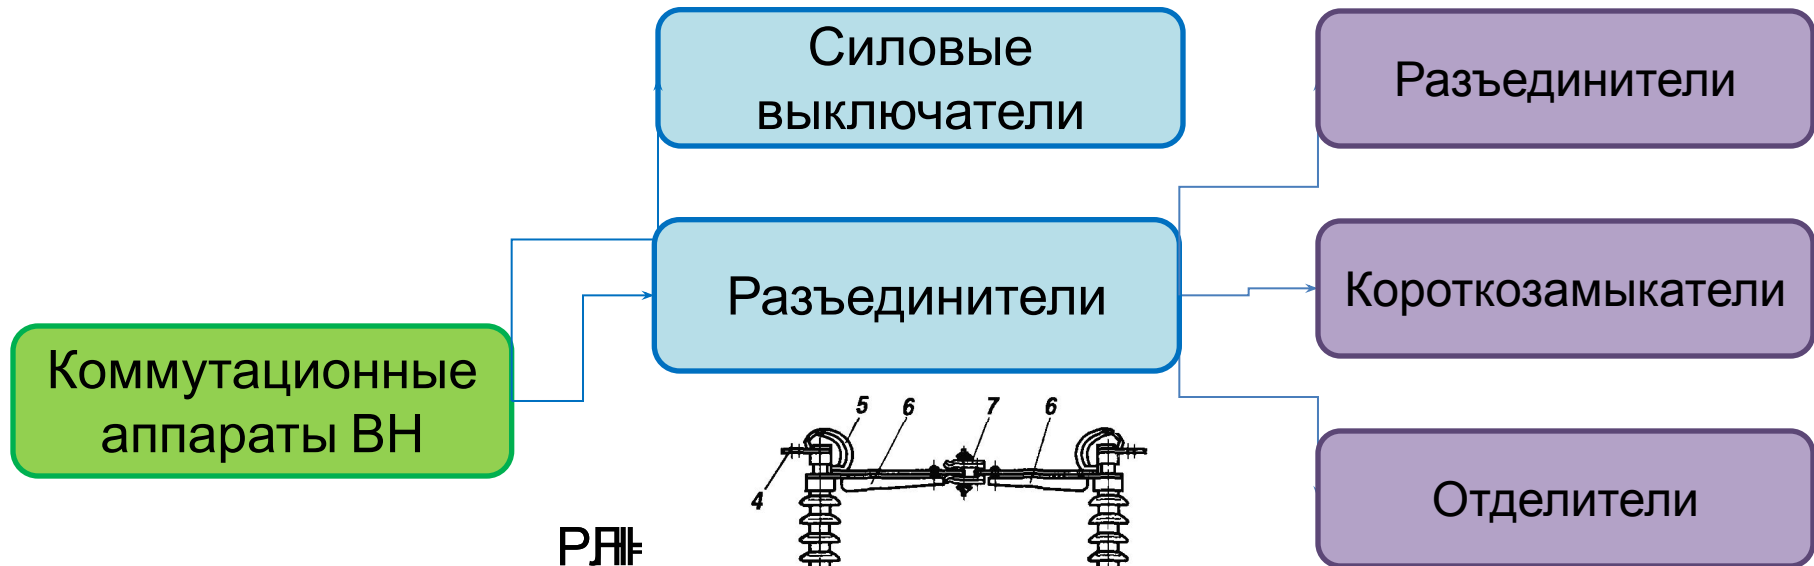 Силовые
выключатели
Разъединители
Разъединители
Короткозамыкатели
Коммутационные
аппараты ВН
Отделители
5 6 7 6
4